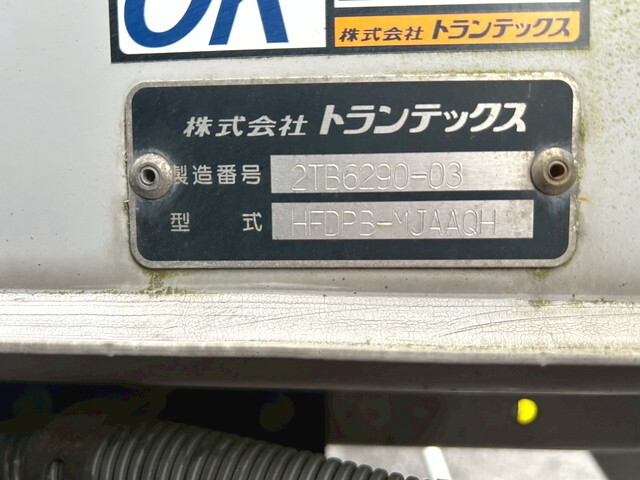 OK
株式会社 トランテックス
株式会社 トランテックス
製造番号 2TB6290-03
型式 HFDPB-MJAAQH